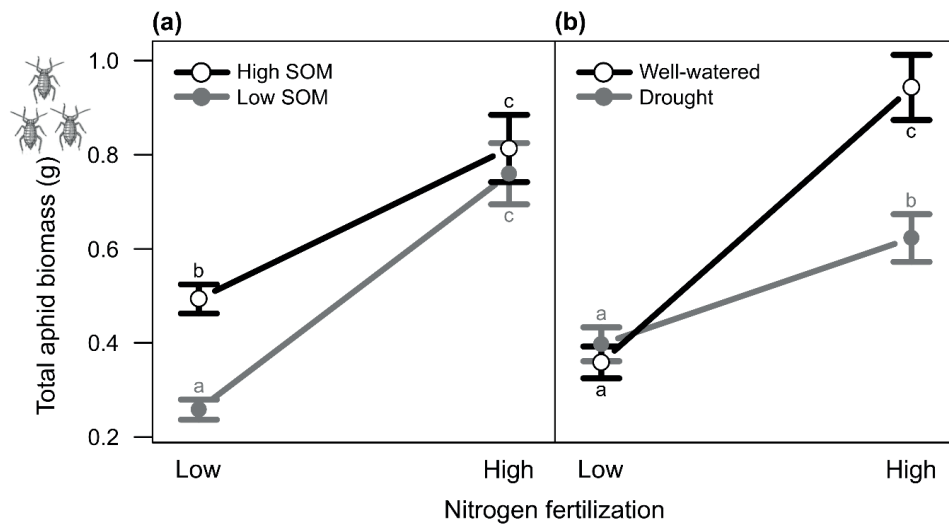 (a)
(b)
1.0
0.8
0.6
0.4
0.2
Total aphid biomass (g)
High SOM
Low SOM
c
c
b
a
Well-watered
Drought
c
b
a
a
Low
High
Low
High
Nitrogen fertilization